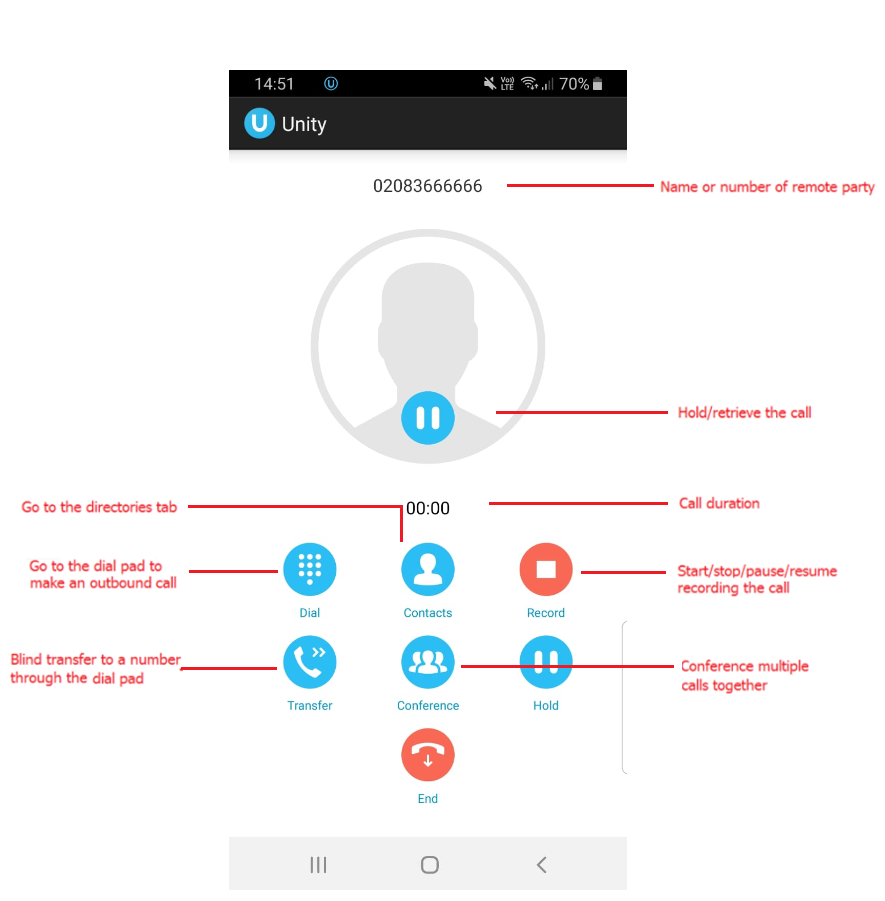 14:51
Vo))
LTE
70%
U Unity
02083666666
Name or number of remote party
Hold/retrieve the call
Go to the directories tab
00:00
Call duration
Go to the dial pad to
make an outbound call
Start/stop/pause/resume
recording the call
Dial
Contacts
Record
Blind transfer to a number
through the dial pad
Conference multiple
calls together
Transfer
Conference
Hold
End